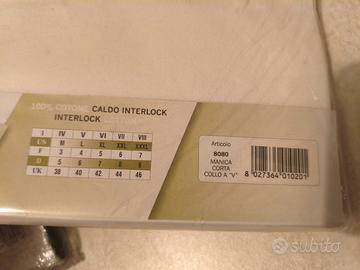 100% COTONE CALDO INTERLOCK
INTERLOCK COTTON
I IV V VI VII VIII
US M L XL XXL XXXL
F 3 4 5 6 7
D 5 6 7 8 9
UK 38 40 42 44 46
Articolo
8080
MANICA
CORTA
COLLO A "V"
8 027364 010201
subito